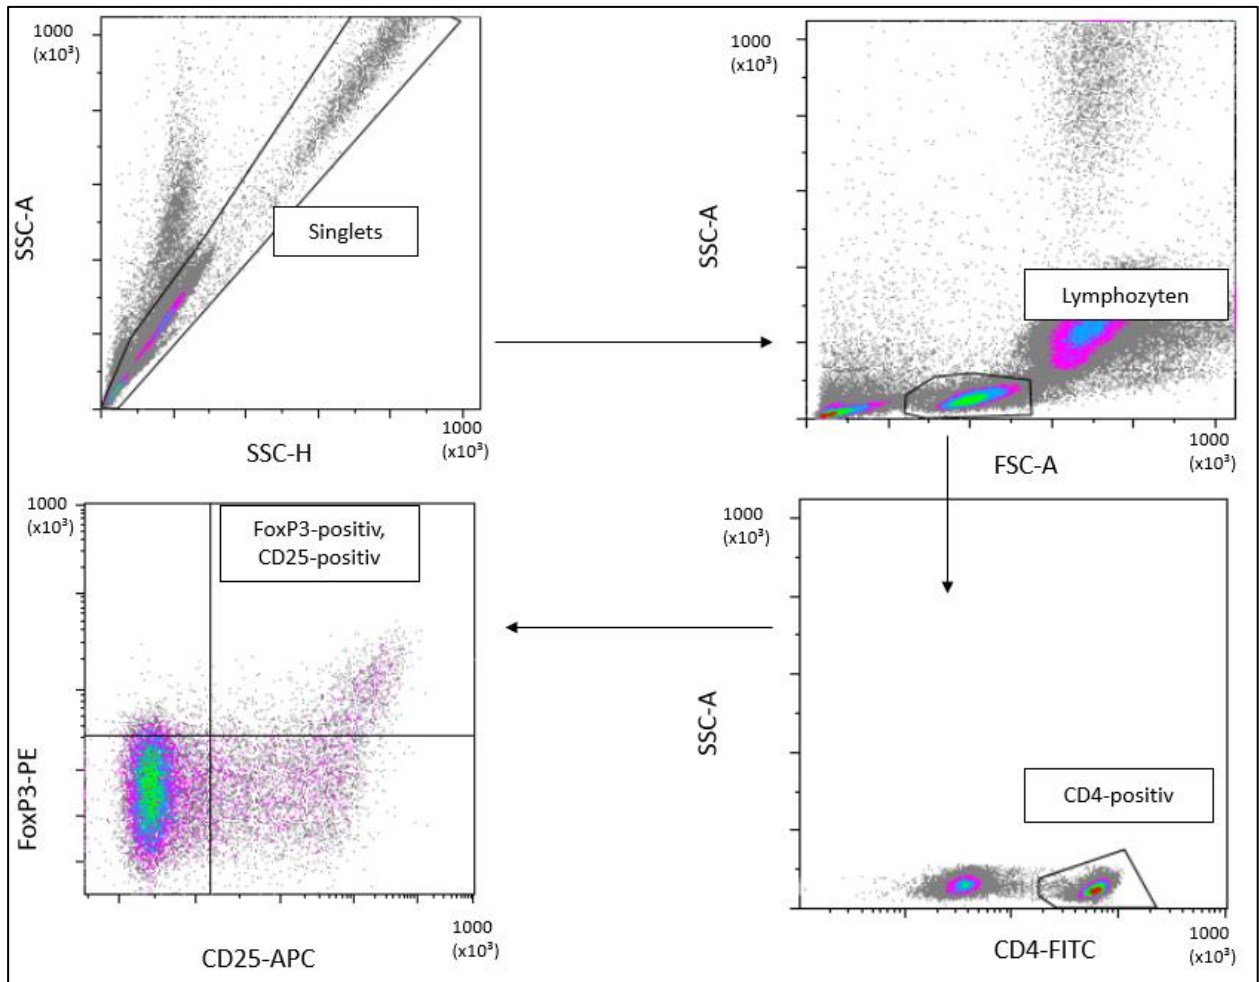 1000
(x10³)
SSC-A
Singlets
SSC-H
1000
(x10³)
1000
(x10³)
SSC-A
Lymphozyten
FSC-A
1000
(x10³)
1000
(x10³)
FoxP3-PE
FoxP3-positiv,
CD25-positiv
CD25-APC
1000
(x10³)
1000
(x10³)
SSC-A
CD4-positiv
CD4-FITC
1000
(x10³)